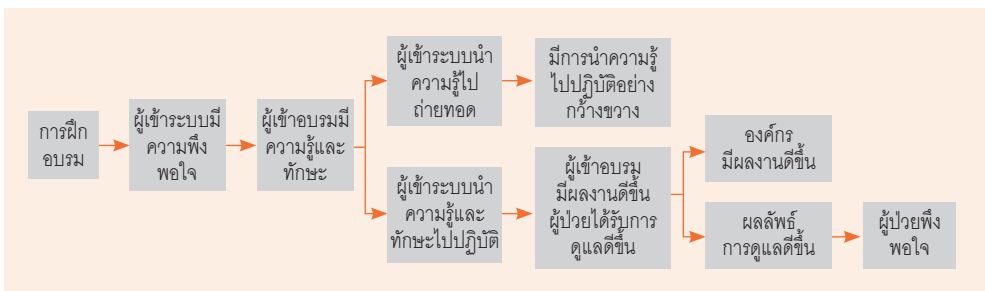 การฝึก
อบรม
ผู้เข้าระบบมี
ความพึง
พอใจ
ผู้เข้าอบรมมี
ความรู้และ
ทักษะ
ผู้เข้าระบบนำ
ความรู้ไป
ถ่ายทอด
มีการนำความรู้
ไปปฏิบัติอย่าง
กว้างขวาง
ผู้เข้าระบบนำ
ความรู้และ
ทักษะไปปฏิบัติ
ผู้เข้าอบรม
มีผลงานดีขึ้น
ผู้ป่วยได้รับการ
ดูแลดีขึ้น
องค์กร
มีผลงานดีขึ้น
ผลลัพธ์
การดูแลดีขึ้น
ผู้ป่วยพึง
พอใจ